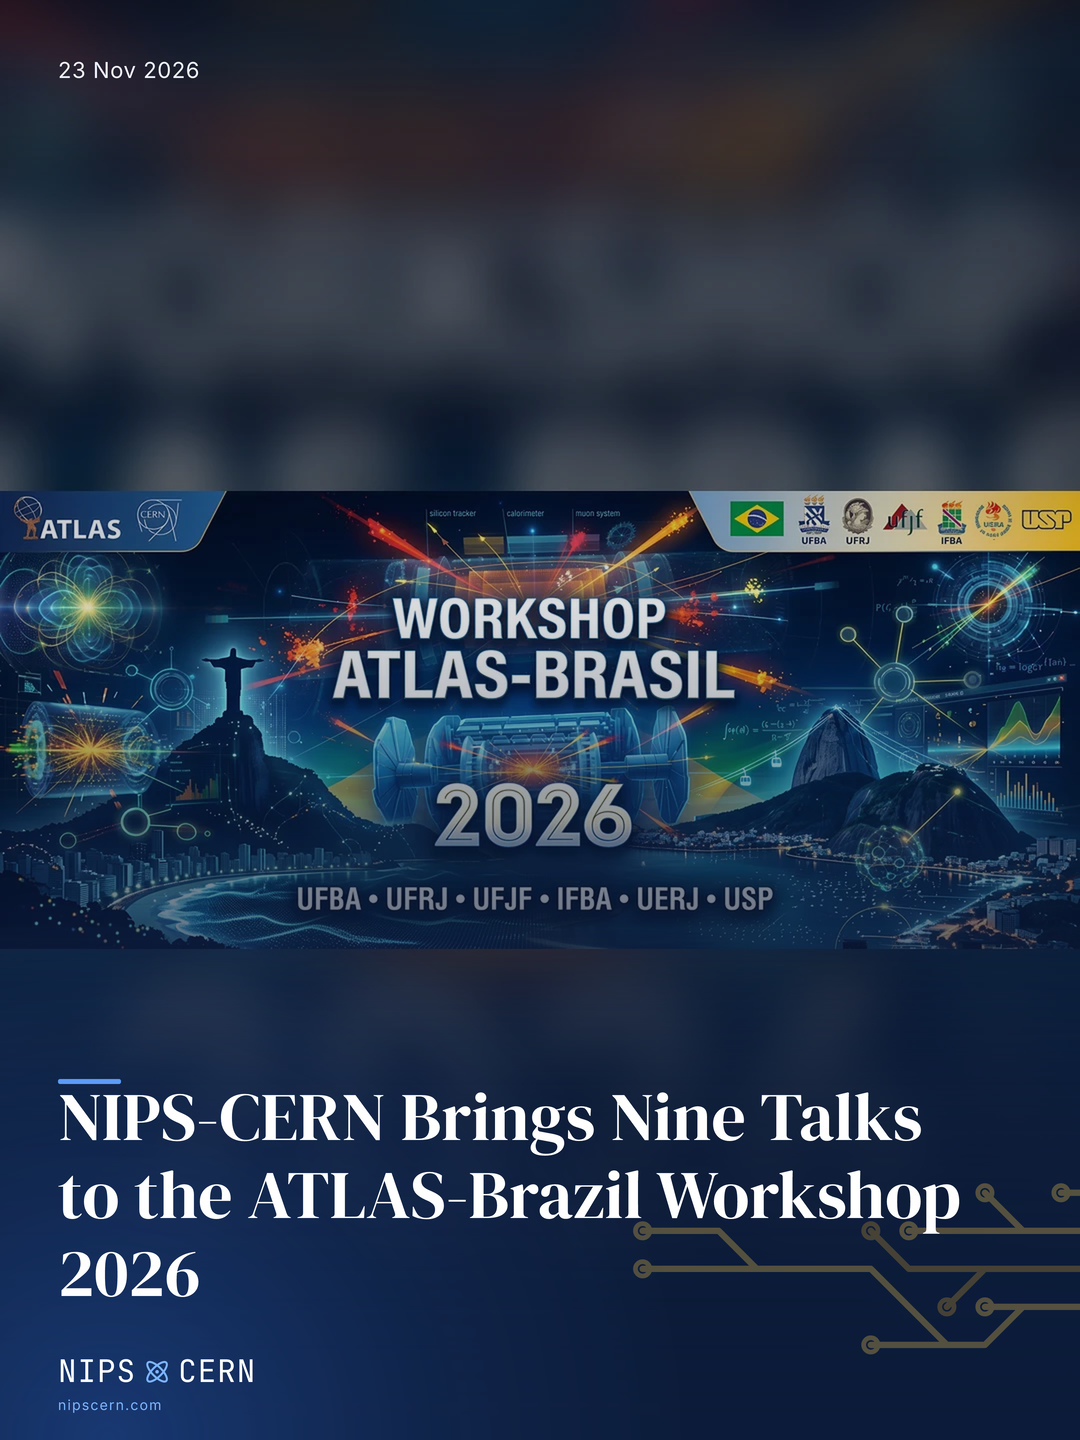 23 Nov 2026
ATLAS
CERN
silicon tracker
calorimeter
muon system
UFBA
UFRJ
ufjf
IFBA
UERJ
USP
WORKSHOP
ATLAS-BRASIL
2026
UFBA • UFRJ • UFJF • IFBA • UERJ • USP
NIPS-CERN Brings Nine Talks
to the ATLAS-Brazil Workshop
2026
NIPS CERN
nipscern.com